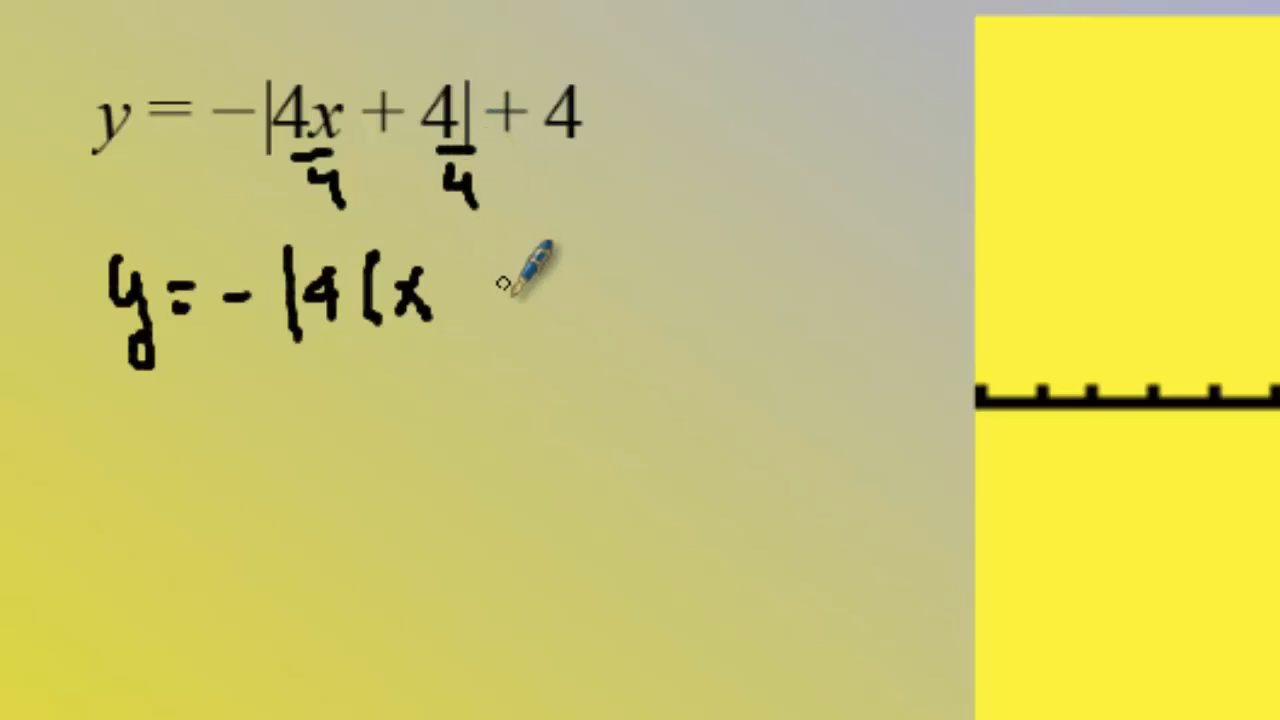 y = −|4x + 4| + 4
4 4
y = - |4(x